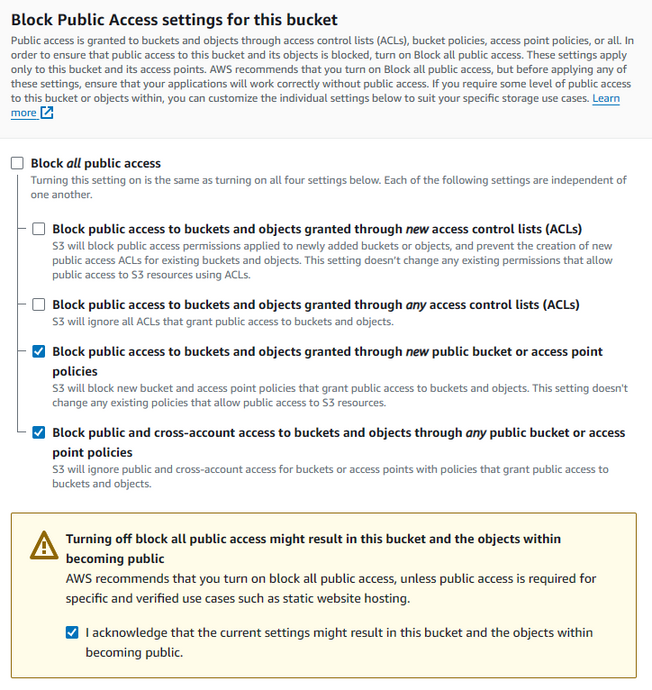 Block Public Access settings for this bucket
Public access is granted to buckets and objects through access control lists (ACLs), bucket policies, access point policies, or all. In
order to ensure that public access to this bucket and its objects is blocked, turn on Block all public access. These settings apply
only to this bucket and its access points. AWS recommends that you turn on Block all public access, but before applying any of
these settings, ensure that your applications will work correctly without public access. If you require some level of public access
to this bucket or objects within, you can customize the individual settings below to suit your specific storage use cases. Learn
more
Block all public access
Turning this setting on is the same as turning on all four settings below. Each of the following settings are independent of
one another.
Block public access to buckets and objects granted through new access control lists (ACLs)
S3 will block public access permissions applied to newly added buckets or objects, and prevent the creation of new
public access ACLs for existing buckets and objects. This setting doesn't change any existing permissions that allow
public access to S3 resources using ACLs.
Block public access to buckets and objects granted through any access control lists (ACLs)
S3 will ignore all ACLs that grant public access to buckets and objects.
Block public access to buckets and objects granted through new public bucket or access point
policies
S3 will block new bucket and access point policies that grant public access to buckets and objects. This setting doesn't
change any existing policies that allow public access to S3 resources.
Block public and cross-account access to buckets and objects through any public bucket or access
point policies
S3 will ignore public and cross-account access for buckets or access points with policies that grant public access to
buckets and objects.
Turning off block all public access might result in this bucket and the objects within
becoming public
AWS recommends that you turn on block all public access, unless public access is required for
specific and verified use cases such as static website hosting.
I acknowledge that the current settings might result in this bucket and the objects within
becoming public.